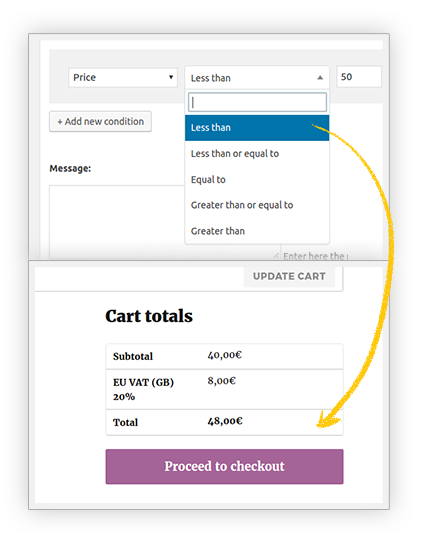 Price Less than 50
Less than
+ Add new condition
Less than or equal to
Message:
Equal to
Greater than or equal to
Greater than
Enter here the
UPDATE CART
Cart totals
Subtotal 40,00€
EU VAT (GB) 8,00€
20%
Total 48,00€
Proceed to checkout